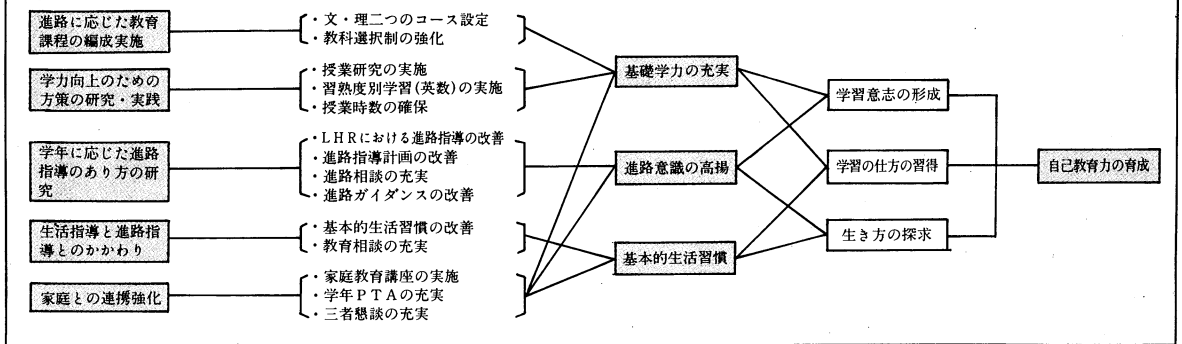 進路に応じた教育
課程の編成実施
・文・理二つのコース設定
・教科選択制の強化
学力向上のための
方策の研究・実践
・授業研究の実施
・習熟度別学習(英数)の実施
・授業時数の確保
学年に応じた進路
指導のあり方の研
究
・LHRにおける進路指導の改善
・進路指導計画の改善
・進路相談の充実
・進路ガイダンスの改善
生活指導と進路指
導とのかかわり
・基本的生活習慣の改善
・教育相談の充実
家庭との連携強化
・家庭教育講座の実施
・学年PTAの充実
・三者懇談の充実
基礎学力の充実
進路意識の高揚
基本的生活習慣
学習意志の形成
学習の仕方の習得
生き方の探求
自己教育力の育成